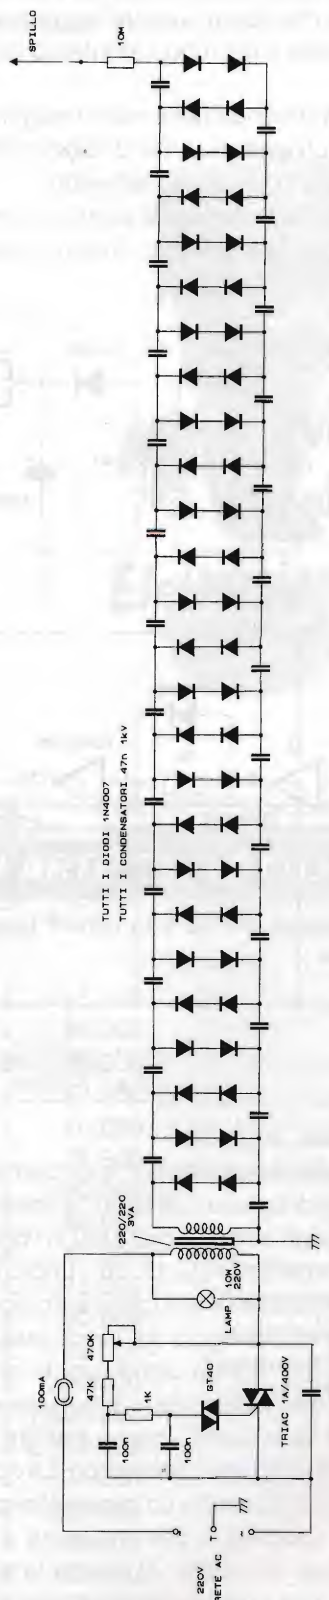 SPILLO
10M
TUTTI I DIODI 1N4007
TUTTI I CONDENSATORI 47n 1kV
220/220
3VA
10W
220V
LAMP
100mA
470K
47K
1K
100n
100n
ST40
TRIAC 1A/400V
~
T
~
220V
RETE AC